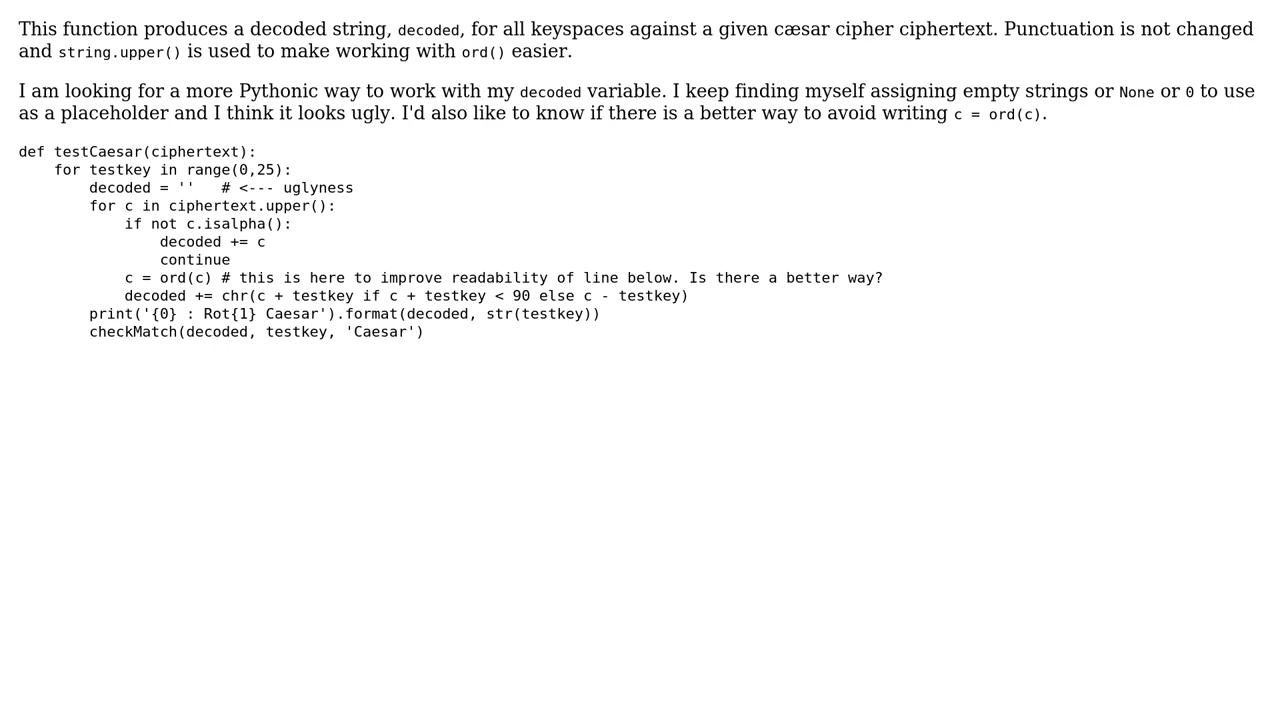 This function produces a decoded string, decoded, for all keyspaces against a given cæsar cipher ciphertext. Punctuation is not changed
and string.upper() is used to make working with ord() easier.
I am looking for a more Pythonic way to work with my decoded variable. I keep finding myself assigning empty strings or None or 0 to use
as a placeholder and I think it looks ugly. I'd also like to know if there is a better way to avoid writing c = ord(c).
def testCaesar(ciphertext):
    for testkey in range(0,25):
        decoded = ''   # <--- uglyness
        for c in ciphertext.upper():
            if not c.isalpha():
                decoded += c
                continue
            c = ord(c) # this is here to improve readability of line below. Is there a better way?
            decoded += chr(c + testkey if c + testkey < 90 else c - testkey)
        print('{0} : Rot{1} Caesar').format(decoded, str(testkey))
        checkMatch(decoded, testkey, 'Caesar')